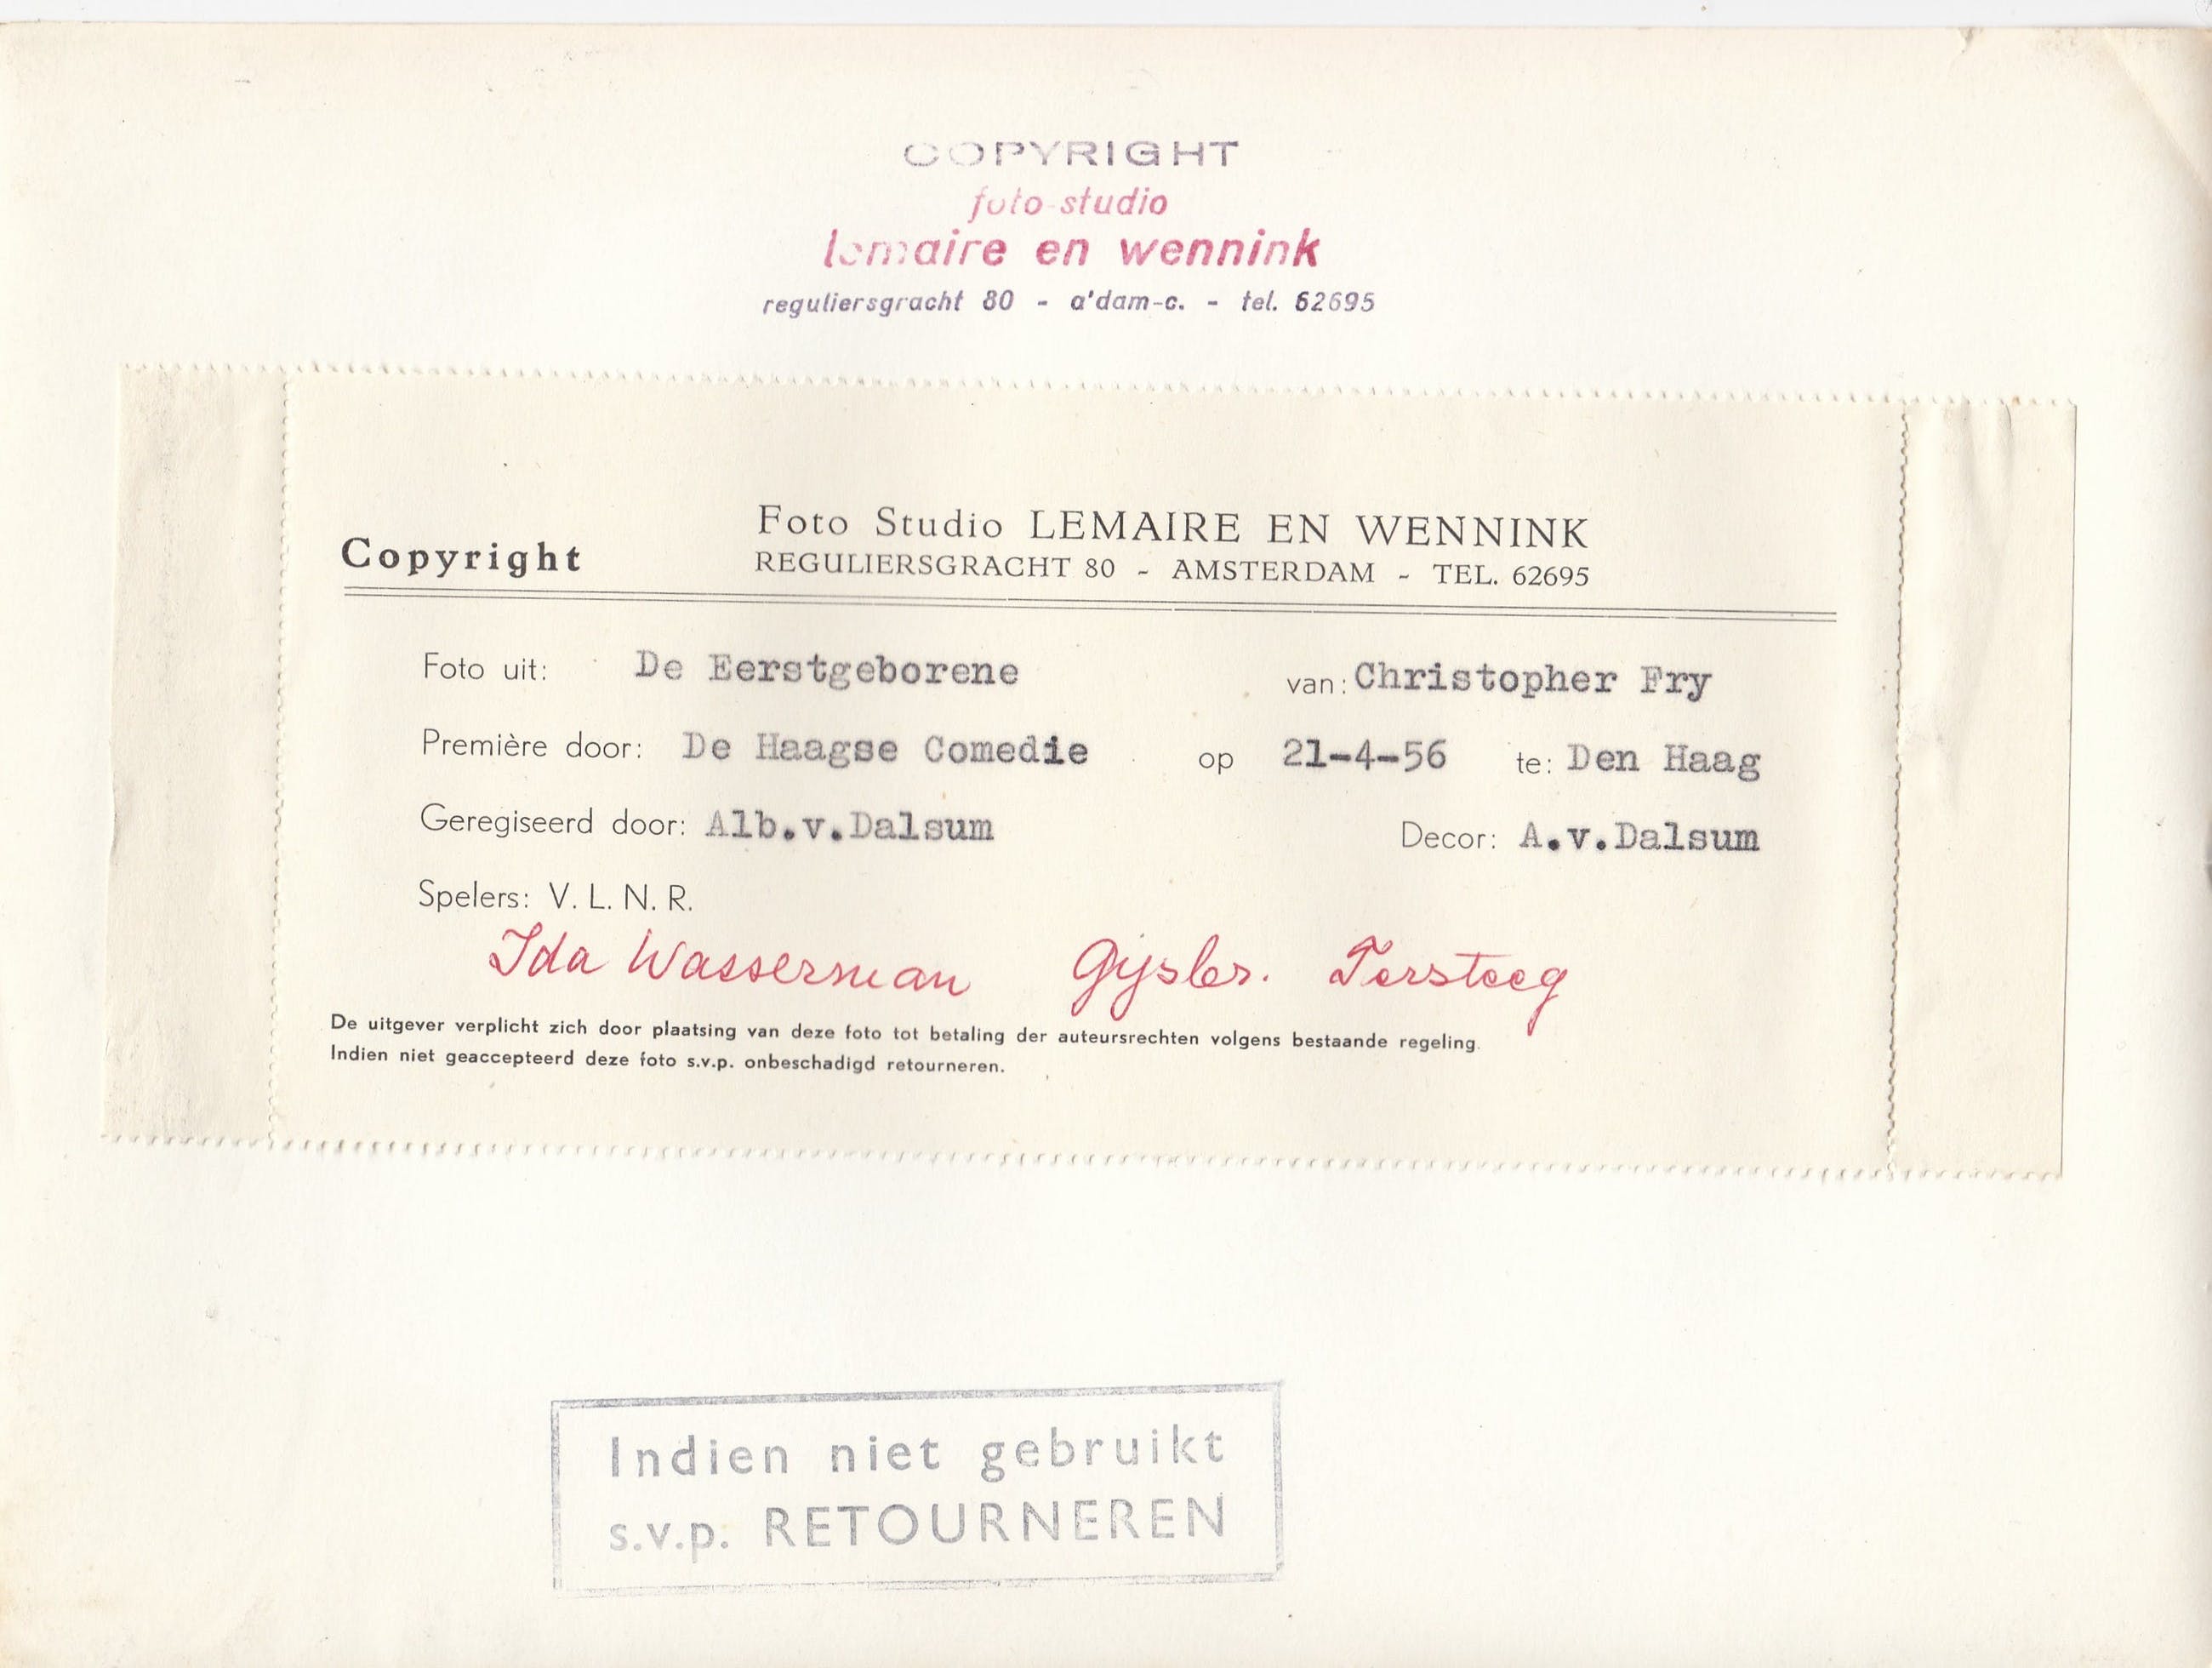 COPYRIGHT
foto-studio
lemaire en wennink
reguliersgracht 80 - a'dam-c. - tel. 62695
Foto Studio LEMAIRE EN WENNINK
Copyright
REGULIERSGRACHT 80 - AMSTERDAM - TEL. 62695
Foto uit: De Eerstgeborene van: Christopher Fry
Première door: De Haagse Comedie op 21-4-56 te: Den Haag
Geregiseerd door: Alb.v.Dalsum Decor: A.v.Dalsum
Spelers: V. L. N. R.
Ida Wasserman Gijsbr. Tersteeg
De uitgever verplicht zich door plaatsing van deze foto tot betaling der auteursrechten volgens bestaande regeling.
Indien niet geaccepteerd deze foto s.v.p. onbeschadigd retourneren.
Indien niet gebruikt
s.v.p. RETOURNEREN